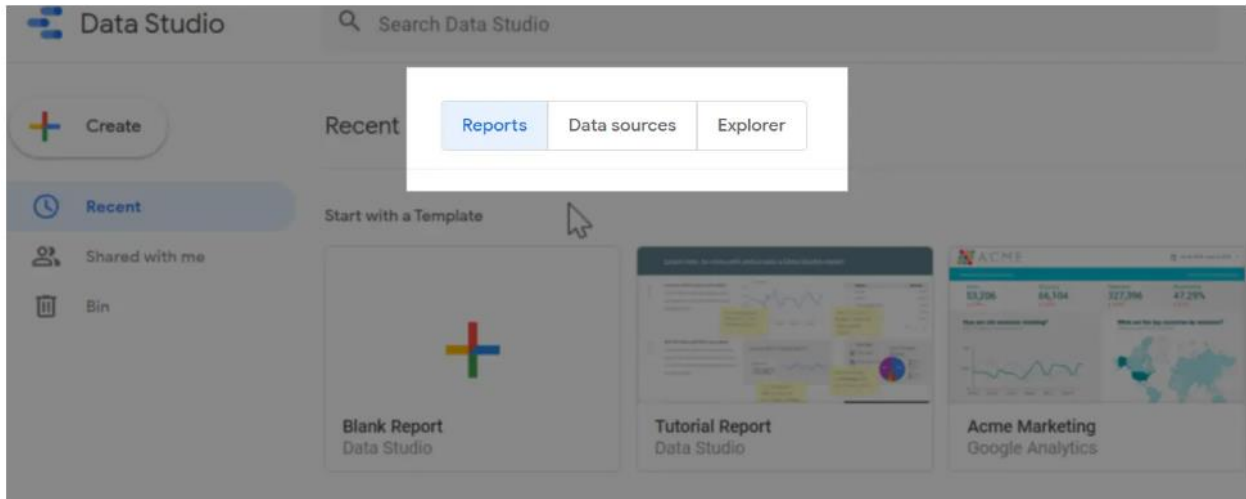 Data Studio
Search Data Studio
Create
Recent
Reports
Data sources
Explorer
Recent
Shared with me
Bin
Start with a Template
Blank Report
Data Studio
Tutorial Report
Data Studio
ACME
53,206
66,104
327,396
47.29%
Acme Marketing
Google Analytics